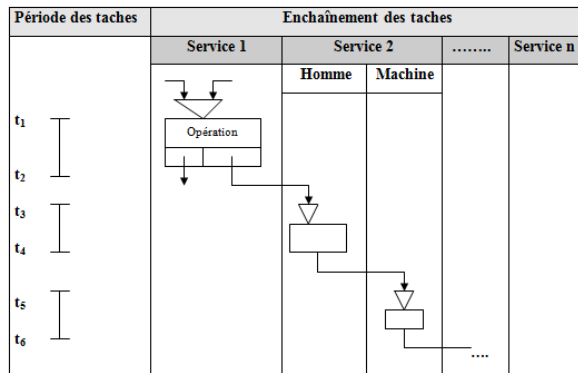 Période des taches Enchaînement des taches
Service 1 Service 2 …….. Service n
Homme Machine
t₁
Opération
t₂
t₃
t₄
t₅
t₆
….